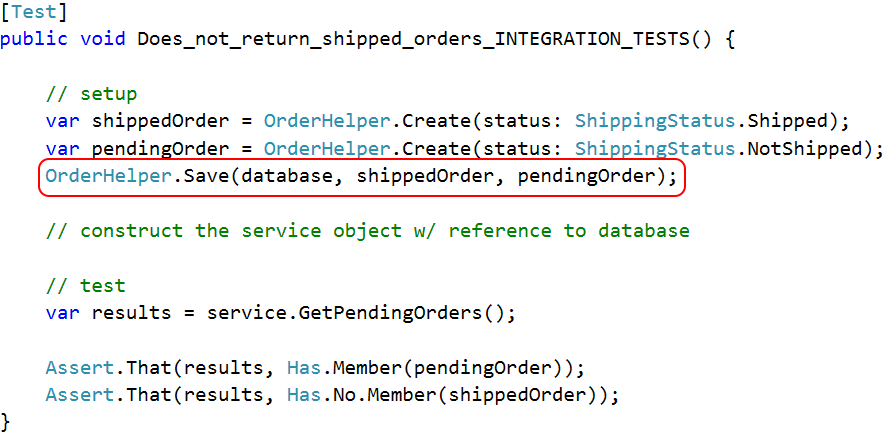 [Test]
public void Does_not_return_shipped_orders_INTEGRATION_TESTS() {
// setup
var shippedOrder = OrderHelper.Create(status: ShippingStatus.Shipped);
var pendingOrder = OrderHelper.Create(status: ShippingStatus.NotShipped);
OrderHelper.Save(database, shippedOrder, pendingOrder);
// construct the service object w/ reference to database
// test
var results = service.GetPendingOrders();
Assert.That(results, Has.Member(pendingOrder));
Assert.That(results, Has.No.Member(shippedOrder));
}